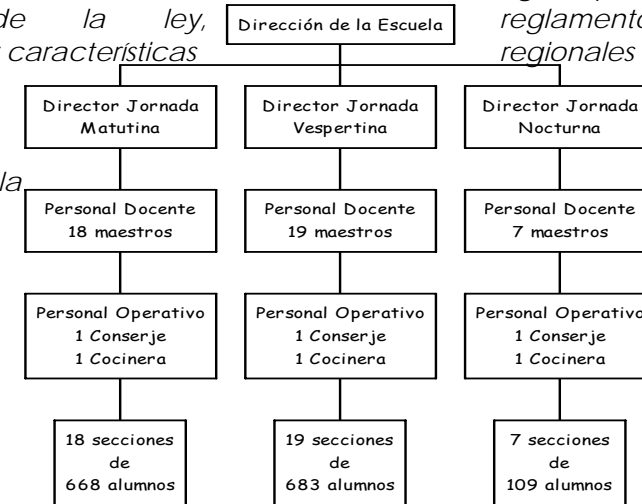 de la ley,
características
reglamento
regionales
la
Dirección de la Escuela
Director Jornada
Matutina
Director Jornada
Vespertina
Director Jornada
Nocturna
Personal Docente
18 maestros
Personal Docente
19 maestros
Personal Docente
7 maestros
Personal Operativo
1 Conserje
1 Cocinera
Personal Operativo
1 Conserje
1 Cocinera
Personal Operativo
1 Conserje
1 Cocinera
18 secciones
de
668 alumnos
19 secciones
de
683 alumnos
7 secciones
de
109 alumnos